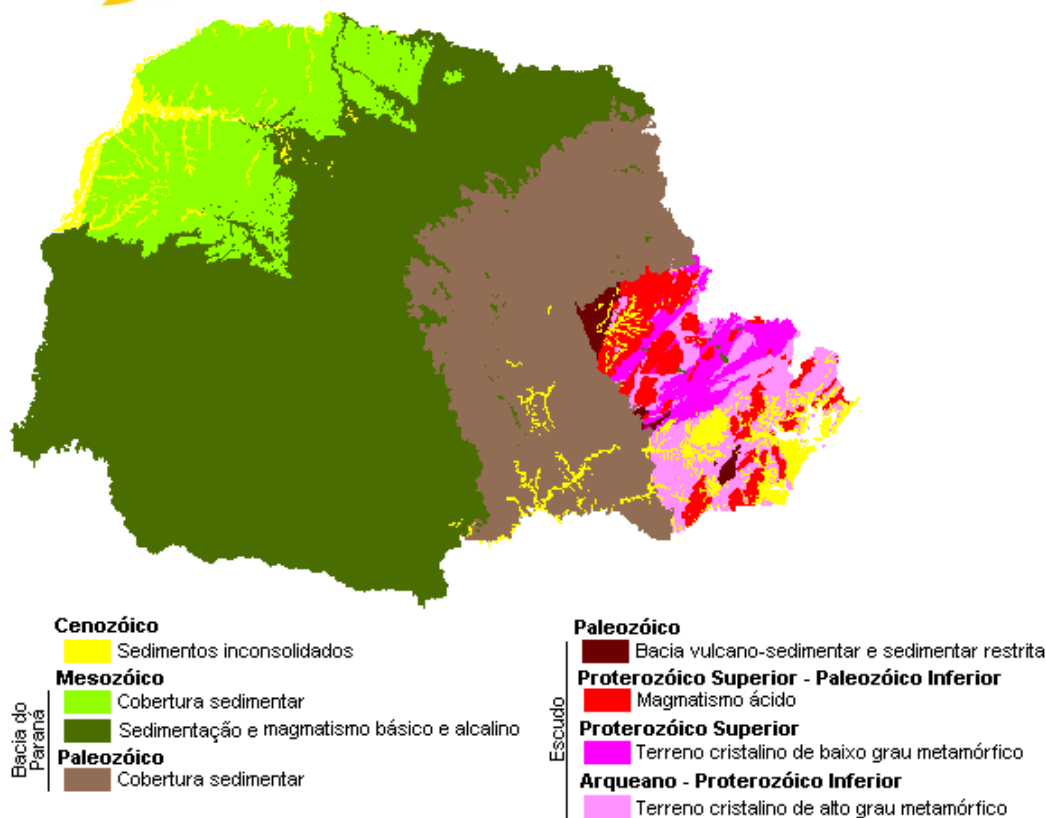 Cenozóico
Sedimentos inconsolidados
Mesozóico
Cobertura sedimentar
Sedimentação e magmatismo básico e alcalino
Paleozóico
Cobertura sedimentar
Bacia do
Paraná
Paleozóico
Bacia vulcano-sedimentar e sedimentar restrita
Proterozóico Superior - Paleozóico Inferior
Magmatismo ácido
Proterozóico Superior
Terreno cristalino de baixo grau metamórfico
Arqueano - Proterozóico Inferior
Terreno cristalino de alto grau metamórfico
Escudo